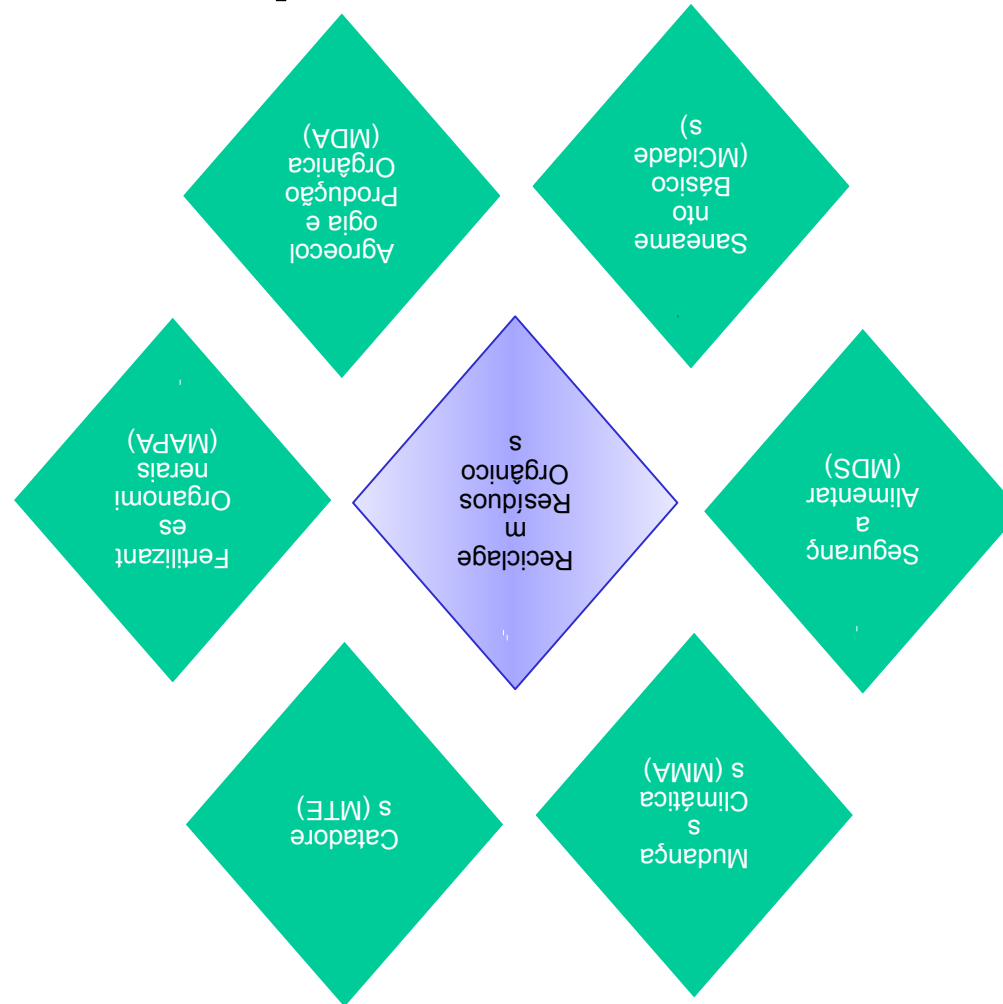 Mudança
s
Climática
s (MMA)
Catadore
s (MTE)
Seguranç
a
Alimentar
(MDS)
Reciclage
m
Resíduos
Orgânico
s
Fertilizant
es
Organomi
nerais
(MAPA)
Saneame
nto
Básico
(MCidade
s)
Agroecol
ogia e
Produção
Orgânica
(MDA)